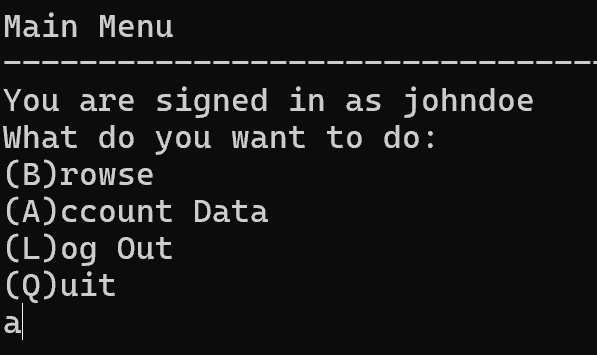 Main Menu
--------------------------------
You are signed in as johndoe
What do you want to do:
(B)rowse
(A)ccount Data
(L)og Out
(Q)uit
a